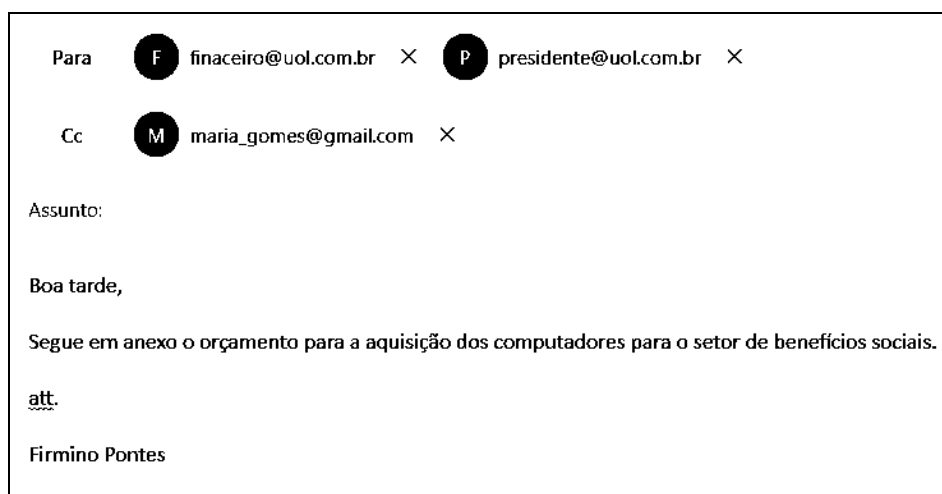 Para F finaceiro@uol.com.br × P presidente@uol.com.br ×
Cc M maria_gomes@gmail.com ×
Assunto:
Boa tarde,
Segue em anexo o orçamento para a aquisição dos computadores para o setor de benefícios sociais.
att.
Firmino Pontes